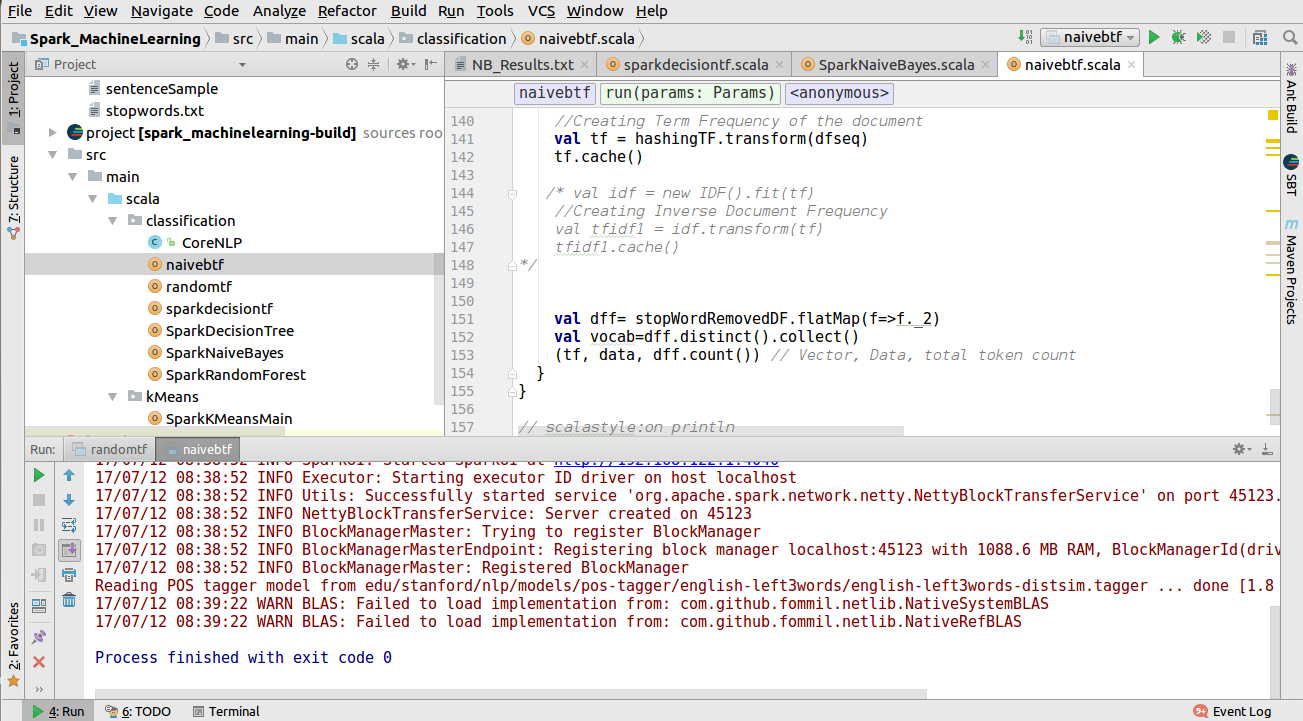 File Edit View Navigate Code Analyze Refactor Build Run Tools VCS Window Help
Spark_MachineLearning src main scala classification naivebtf.scala naivebtf
Project NB_Results.txt sparkdecisiontf.scala SparkNaiveBayes.scala naivebtf.scala
1: Project
7: Structure
2: Favorites
sentenceSample
stopwords.txt
project [spark_machinelearning-build] sources roo
src
main
scala
classification
CoreNLP
naivebtf
randomtf
sparkdecisiontf
SparkDecisionTree
SparkNaiveBayes
SparkRandomForest
kMeans
SparkKMeansMain
naivebtf run(params: Params) <anonymous>
140 //Creating Term Frequency of the document
141 val tf = hashingTF.transform(dfseq)
142 tf.cache()
143
144 /* val idf = new IDF().fit(tf)
145 //Creating Inverse Document Frequency
146 val tfidf1 = idf.transform(tf)
147 tfidf1.cache()
148 */
149
150
151 val dff= stopWordRemovedDF.flatMap(f=>f._2)
152 val vocab=dff.distinct().collect()
153 (tf, data, dff.count()) // Vector, Data, total token count
154 }
155 }
156
157 // scalastyle:on println
Ant Build
SBT
Maven Projects
Run: randomtf naivebtf
17/07/12 08:38:52 INFO SparkUI: Started SparkUI at http://192.168.122.1:4040
17/07/12 08:38:52 INFO Executor: Starting executor ID driver on host localhost
17/07/12 08:38:52 INFO Utils: Successfully started service 'org.apache.spark.network.netty.NettyBlockTransferService' on port 45123.
17/07/12 08:38:52 INFO NettyBlockTransferService: Server created on 45123
17/07/12 08:38:52 INFO BlockManagerMaster: Trying to register BlockManager
17/07/12 08:38:52 INFO BlockManagerMasterEndpoint: Registering block manager localhost:45123 with 1088.6 MB RAM, BlockManagerId(driv
17/07/12 08:38:52 INFO BlockManagerMaster: Registered BlockManager
Reading POS tagger model from edu/stanford/nlp/models/pos-tagger/english-left3words/english-left3words-distsim.tagger ... done [1.8
17/07/12 08:39:22 WARN BLAS: Failed to load implementation from: com.github.fommil.netlib.NativeSystemBLAS
17/07/12 08:39:22 WARN BLAS: Failed to load implementation from: com.github.fommil.netlib.NativeRefBLAS
Process finished with exit code 0
4: Run 6: TODO Terminal Event Log